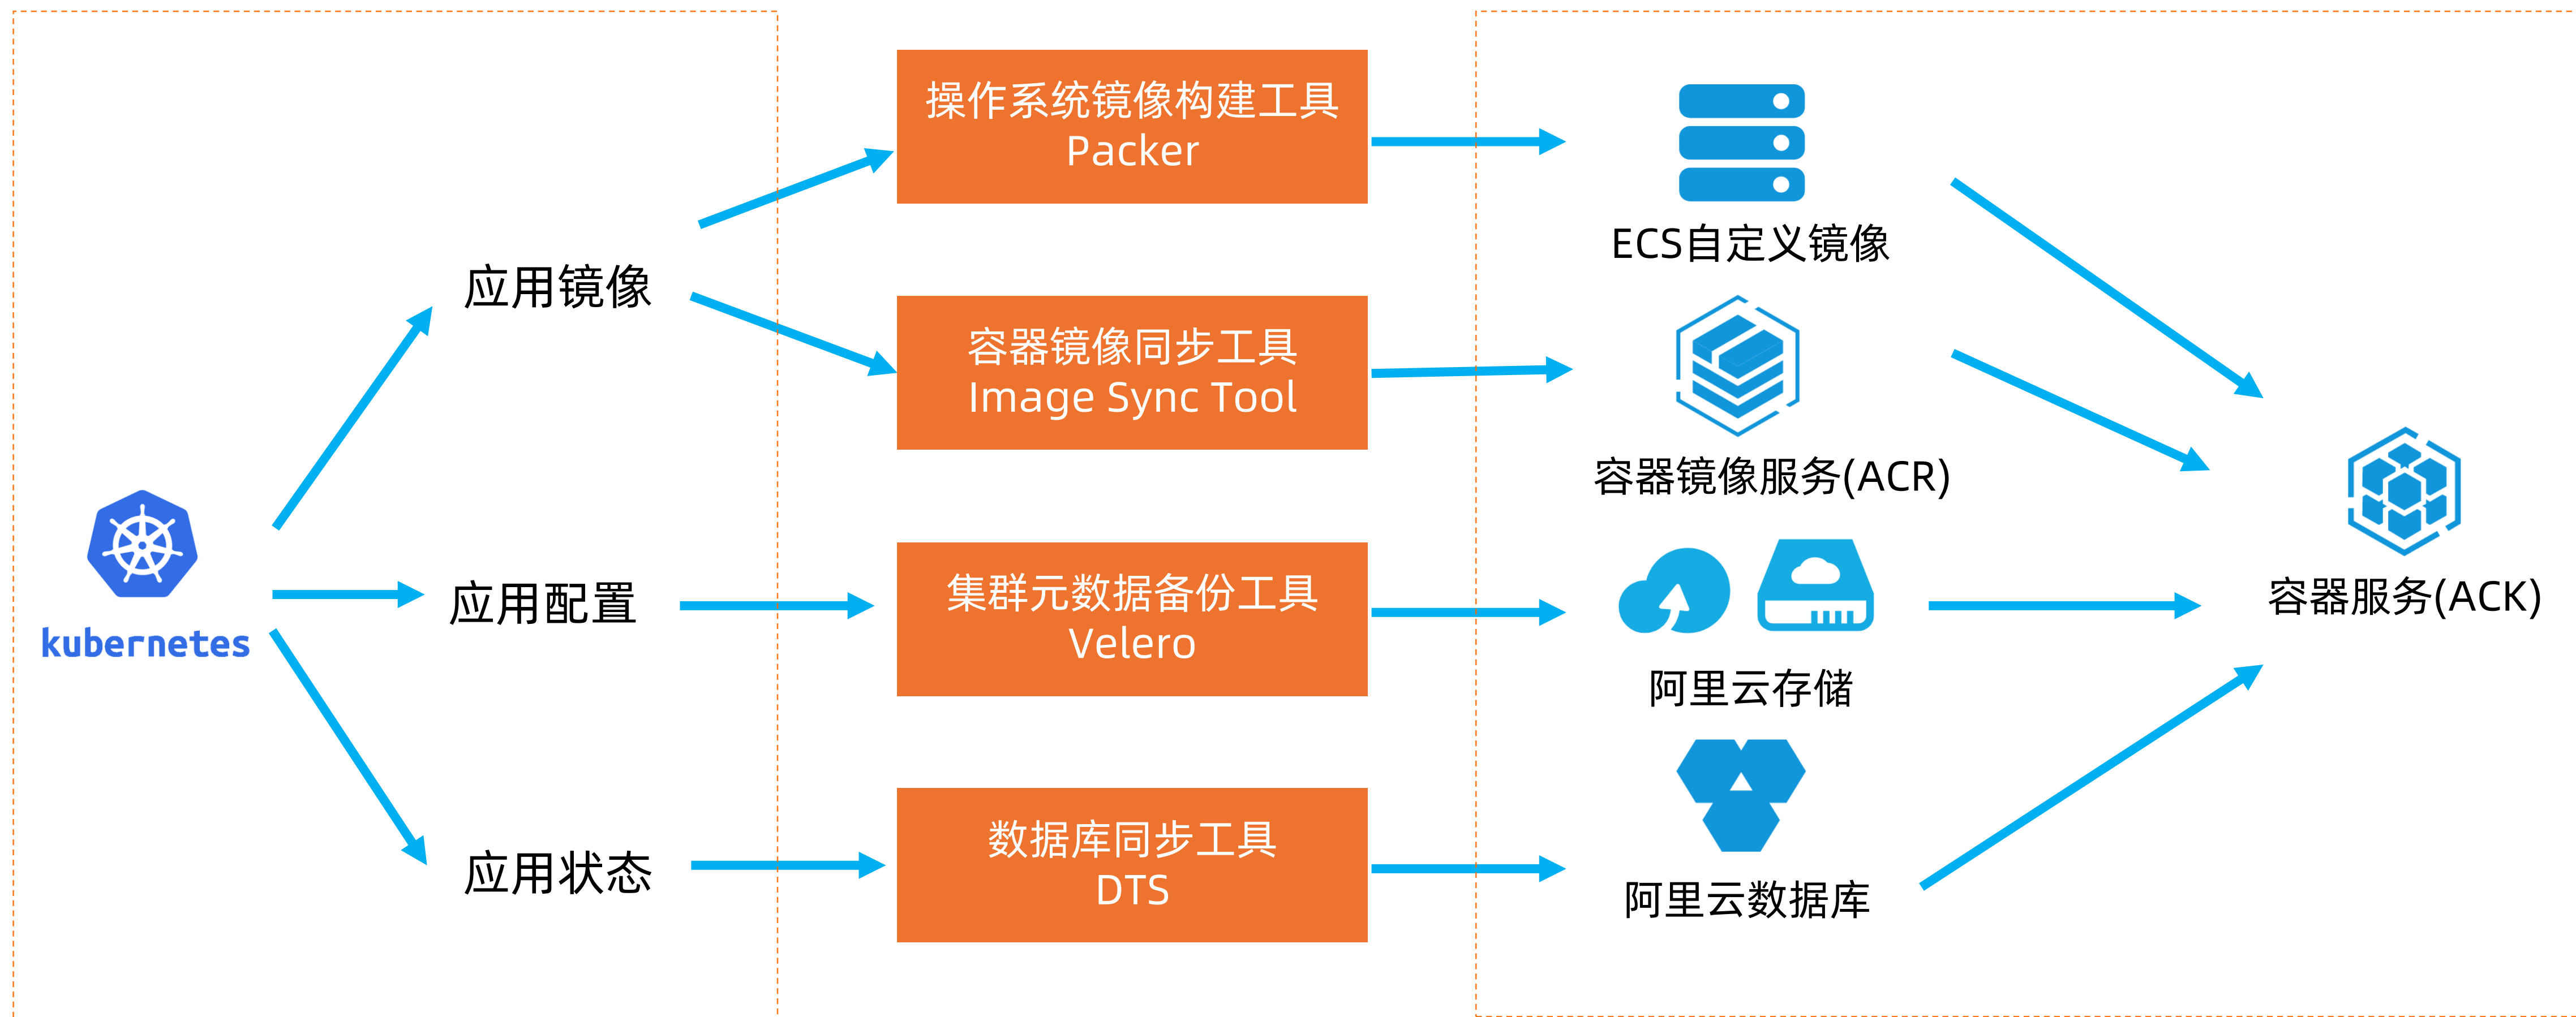 kubernetes
应用镜像
应用配置
应用状态
操作系统镜像构建工具
Packer
容器镜像同步工具
Image Sync Tool
集群元数据备份工具
Velero
数据库同步工具
DTS
ECS自定义镜像
容器镜像服务(ACR)
阿里云存储
阿里云数据库
容器服务(ACK)